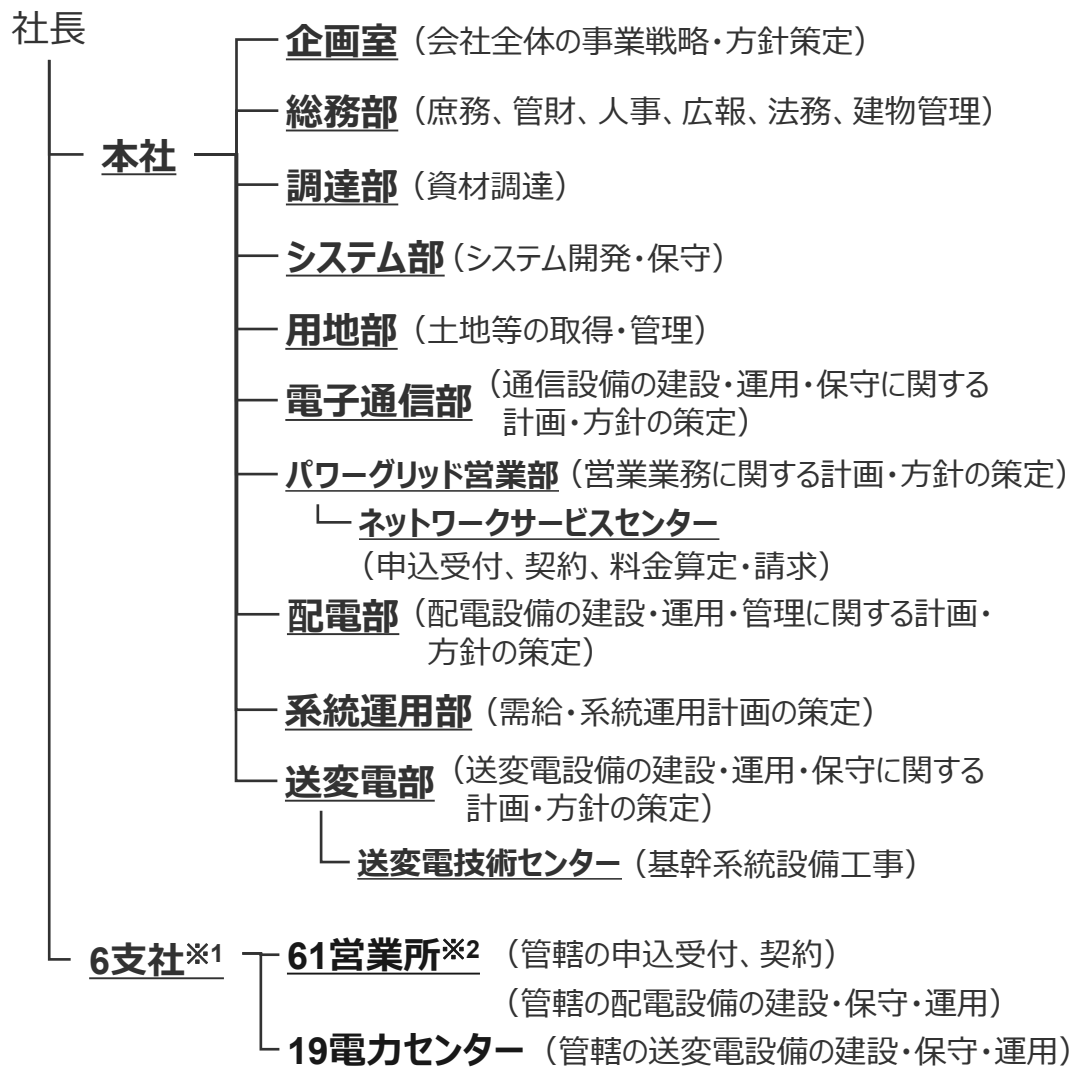 社長
企画室（会社全体の事業戦略・方針策定）
総務部（庶務、管財、人事、広報、法務、建物管理）
本社
調達部（資材調達）
システム部（システム開発・保守）
用地部（土地等の取得・管理）
電子通信部（通信設備の建設・運用・保守に関する
計画・方針の策定）
パワーグリッド営業部（営業業務に関する計画・方針の策定）
ネットワークサービスセンター
（申込受付、契約、料金算定・請求）
配電部（配電設備の建設・運用・管理に関する計画・
方針の策定）
系統運用部（需給・系統運用計画の策定）
送変電部（送変電設備の建設・運用・保守に関する
計画・方針の策定）
送変電技術センター（基幹系統設備工事）
6支社※1
61営業所※2（管轄の申込受付、契約）
（管轄の配電設備の建設・保守・運用）
19電力センター（管轄の送変電設備の建設・保守・運用）